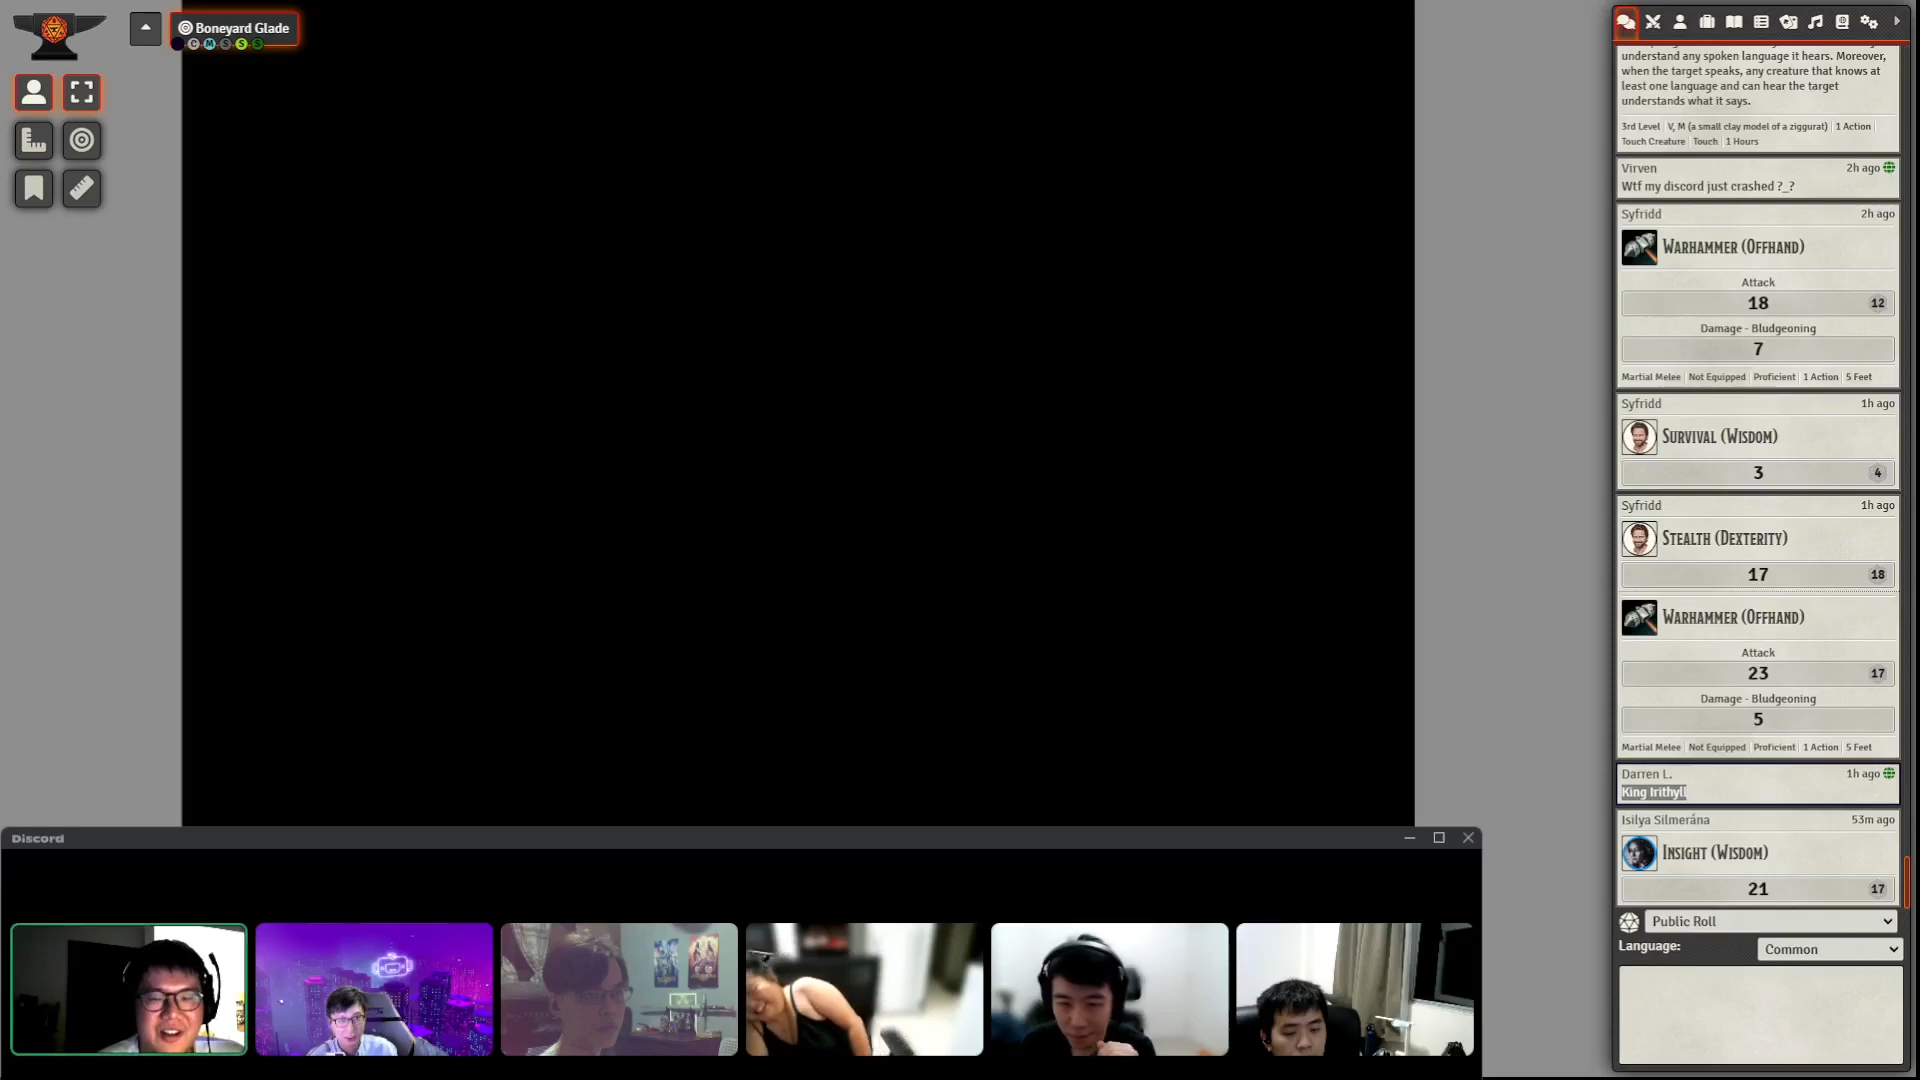 Boneyard Glade
C M S S S
understand any spoken language it hears. Moreover,
when the target speaks, any creature that knows at
least one language and can hear the target
understands what it says.
3rd Level V, M (a small clay model of a ziggurat) 1 Action
Touch Creature Touch 1 Hours
Virven 2h ago
Wtf my discord just crashed ?_?
Syfridd 2h ago
Warhammer (Offhand)
Attack
18 12
Damage - Bludgeoning
7
Martial Melee Not Equipped Proficient 1 Action 5 Feet
Syfridd 1h ago
Survival (Wisdom)
3 4
Syfridd 1h ago
Stealth (Dexterity)
17 18
Warhammer (Offhand)
Attack
23 17
Damage - Bludgeoning
5
Martial Melee Not Equipped Proficient 1 Action 5 Feet
Darren L. 1h ago
King Irithyll
Isilya Silmerána 53m ago
Insight (Wisdom)
21 17
Public Roll
Language: Common
Discord